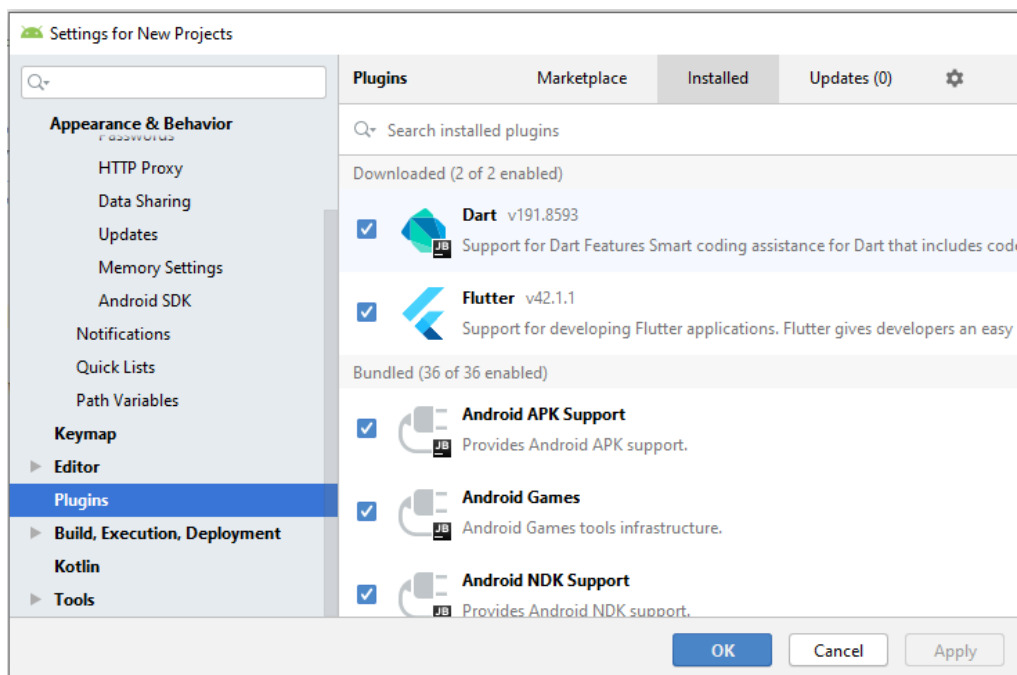 Settings for New Projects
Appearance & Behavior
Passwords
HTTP Proxy
Data Sharing
Updates
Memory Settings
Android SDK
Notifications
Quick Lists
Path Variables
Keymap
Editor
Plugins
Build, Execution, Deployment
Kotlin
Tools
Plugins Marketplace Installed Updates (0)
Search installed plugins
Downloaded (2 of 2 enabled)
Dart v191.8593
JB Support for Dart Features Smart coding assistance for Dart that includes code
Flutter v42.1.1
Support for developing Flutter applications. Flutter gives developers an easy
Bundled (36 of 36 enabled)
Android APK Support
JB Provides Android APK support.
Android Games
JB Android Games tools infrastructure.
Android NDK Support
JB Provides Android NDK support.
OK Cancel Apply